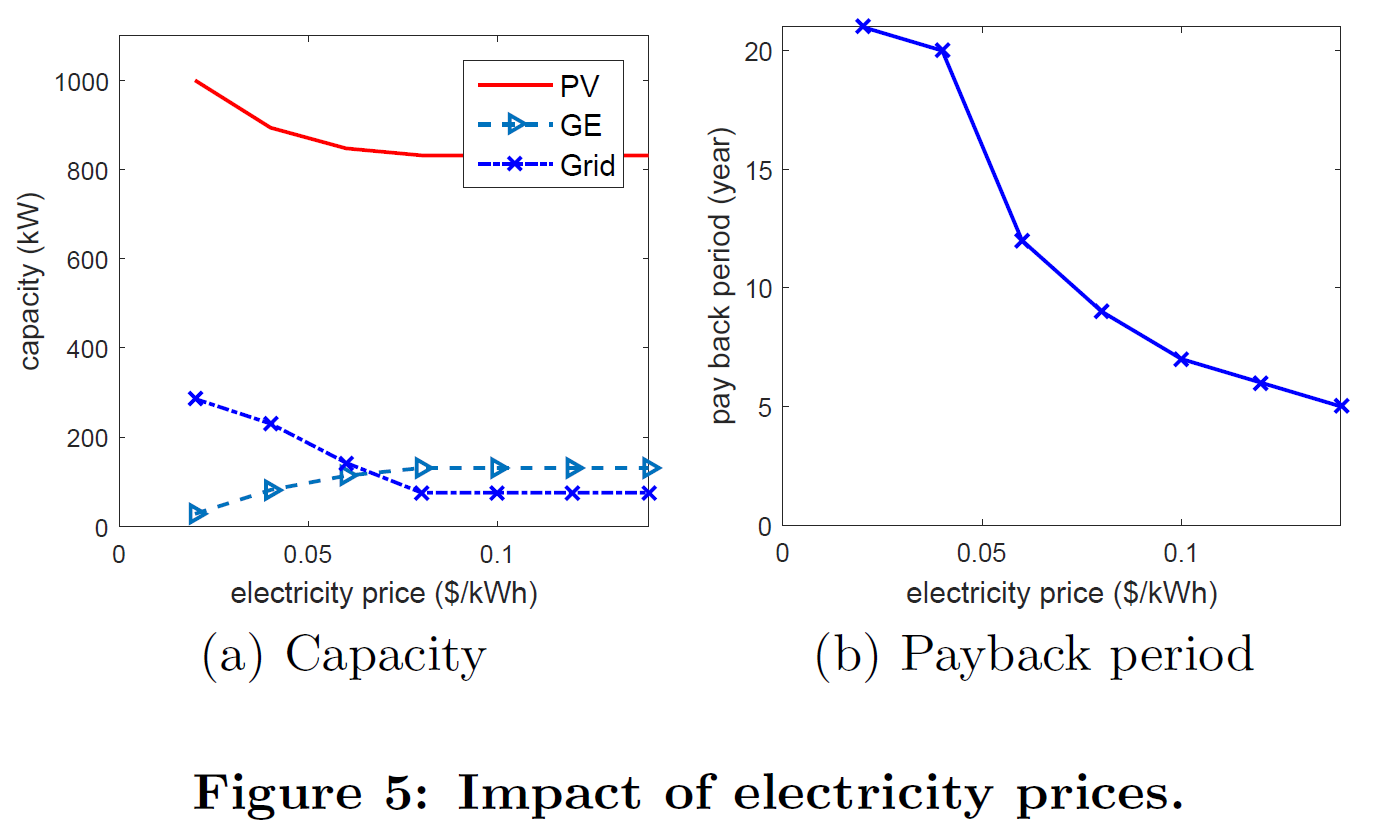 1000
800
600
400
200
0
capacity (kW)
PV
GE
Grid
0
0.05
0.1
electricity price ($/kWh)
(a) Capacity
20
15
10
5
0
pay back period (year)
0
0.05
0.1
electricity price ($/kWh)
(b) Payback period
Figure 5: Impact of electricity prices.